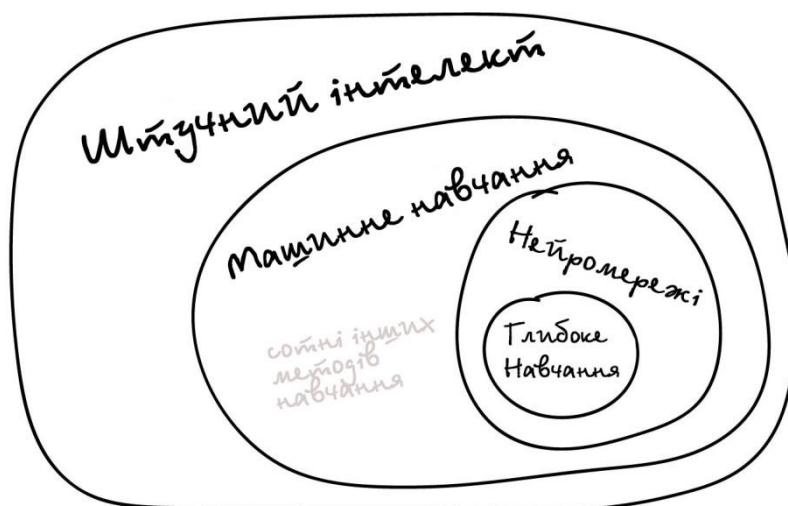 Штучний інтелект
Машинне навчання
Нейромережі
сотні інших
методів
навчання
Глибоке
Навчання